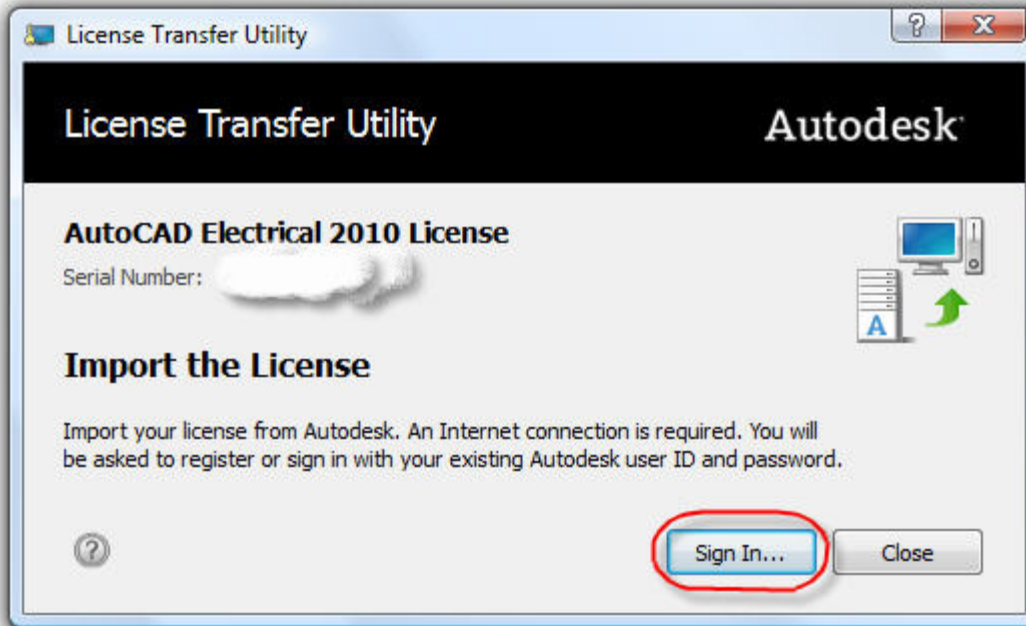 License Transfer Utility
License Transfer Utility
Autodesk
AutoCAD Electrical 2010 License
Serial Number:
A
Import the License
Import your license from Autodesk. An Internet connection is required. You will
be asked to register or sign in with your existing Autodesk user ID and password.
?
Sign In...
Close